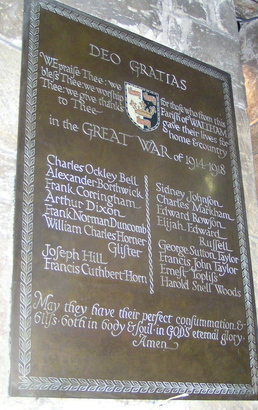 DEO GRATIAS
We praise Thee: we
bless Thee: we worship
Thee: we give thanks
to Thee
for those who from this
Parish of WALTHAM
gave their lives for
home & country
in the GREAT WAR of 1914-1918
Charles Ockley Bell
Alexander Borthwick
Frank Corringham
Arthur Dixon
Frank Norman Duncomb
William Charles Horner
Glister
Joseph Hill
Francis Cuthbert Horn
Sidney Johnson
Charles Markham
Edward Rowson
Elijah Edward
Russell
George Sutton Taylor
Francis John Taylor
Ernest Topliss
Harold Snell Woods
May they have their perfect consummation &
bliss both in body & soul in GOD'S eternal glory.
Amen